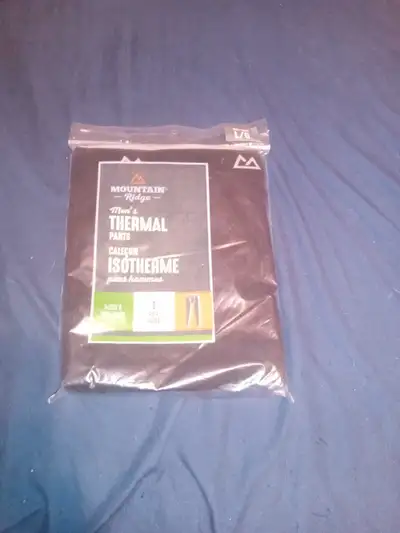 L/G
MOUNTAIN
Ridge
Men's
THERMAL
PANTS
CALEÇON
ISOTHERME
pour hommes
1